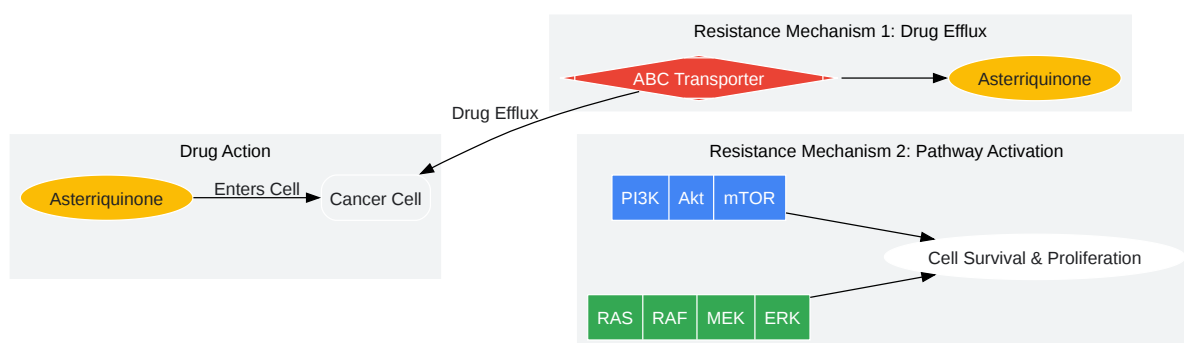 Resistance Mechanism 1: Drug Efflux
ABC Transporter
Asterriquinone
Drug Efflux
Drug Action
Asterriquinone
Enters Cell
Cancer Cell
Resistance Mechanism 2: Pathway Activation
PI3K Akt mTOR
Cell Survival & Proliferation
RAS RAF MEK ERK